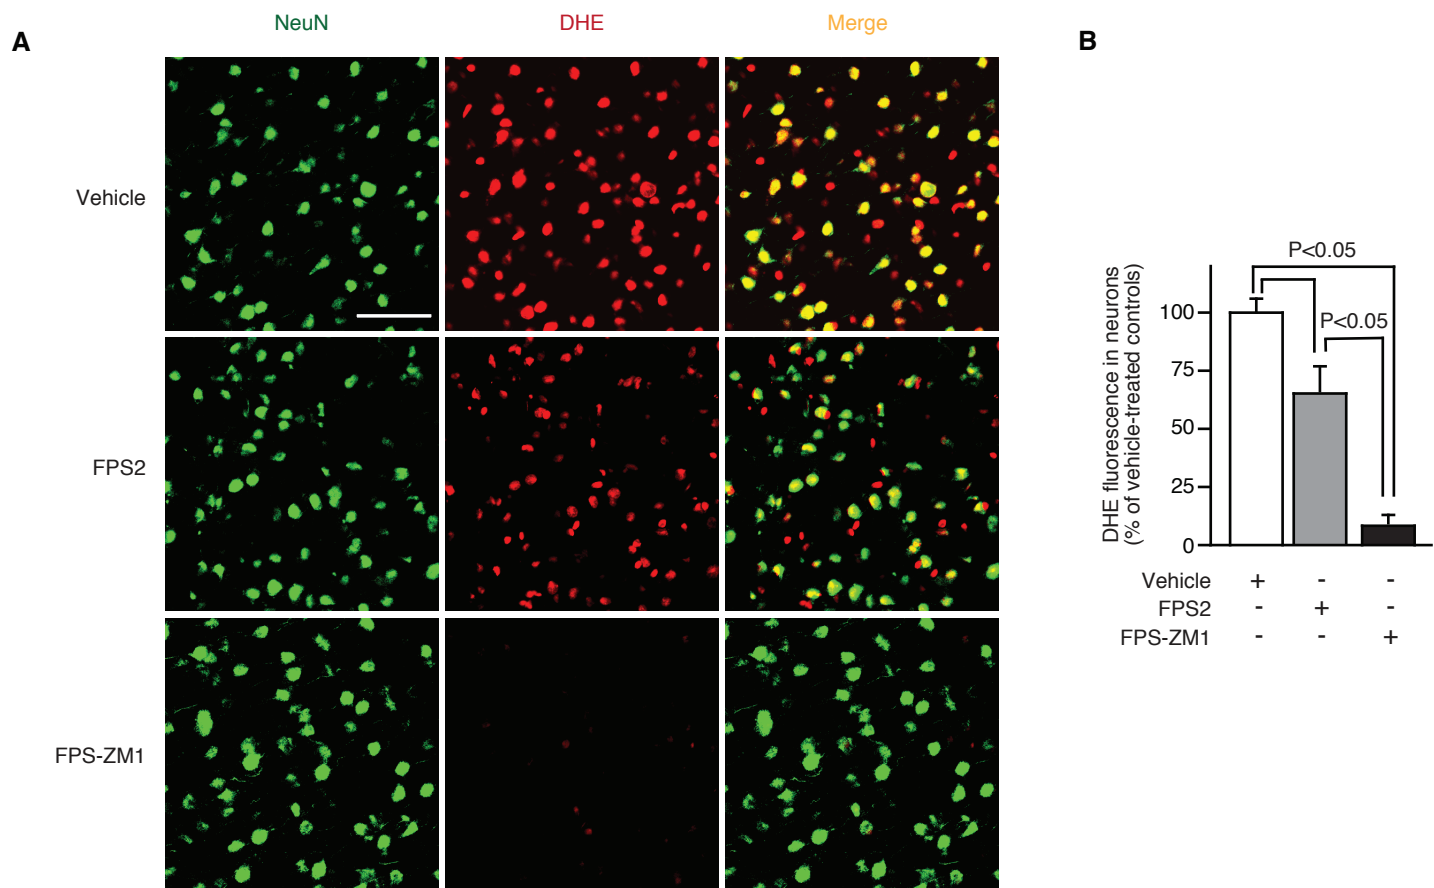 A
NeuN DHE Merge
Vehicle
FPS2
FPS-ZM1
B
DHE fluorescence in neurons
(% of vehicle-treated controls)
P<0.05
P<0.05
100
75
50
25
0
Vehicle + - -
FPS2 - + -
FPS-ZM1 - - +